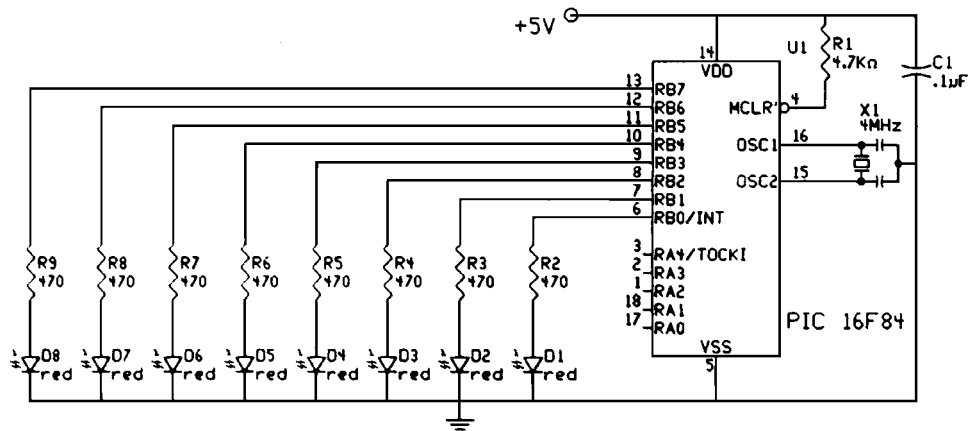 +5V
U1
R1
4.7KΩ
C1
.1µF
14
VDD
13
RB7
12
RB6
11
RB5
10
RB4
9
RB3
8
RB2
7
RB1
6
RB0/INT
3
RA4/TOCKI
2
RA3
1
RA2
18
RA1
17
RA0
MCLR'
4
X1
4MHz
OSC1
16
OSC2
15
PIC 16F84
VSS
5
R9
470
R8
470
R7
470
R6
470
R5
470
R4
470
R3
470
R2
470
D8
red
D7
red
D6
red
D5
red
D4
red
D3
red
D2
red
D1
red